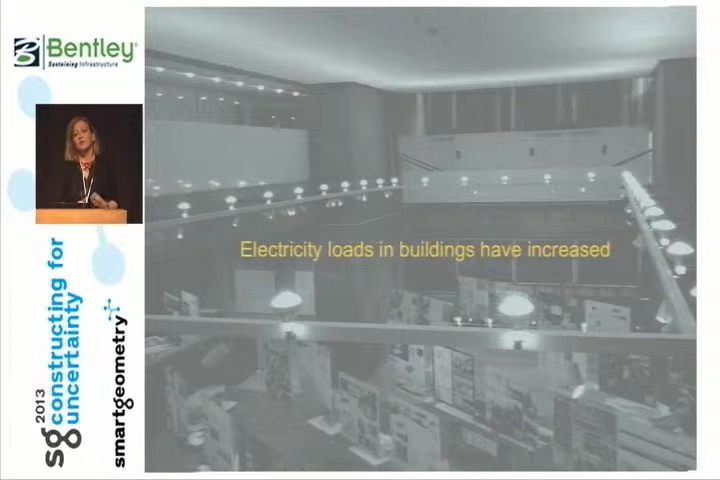 Bentley®
Sustaining Infrastructure
Electricity loads in buildings have increased
sg 2013
constructing for
uncertainty
smartgeometry